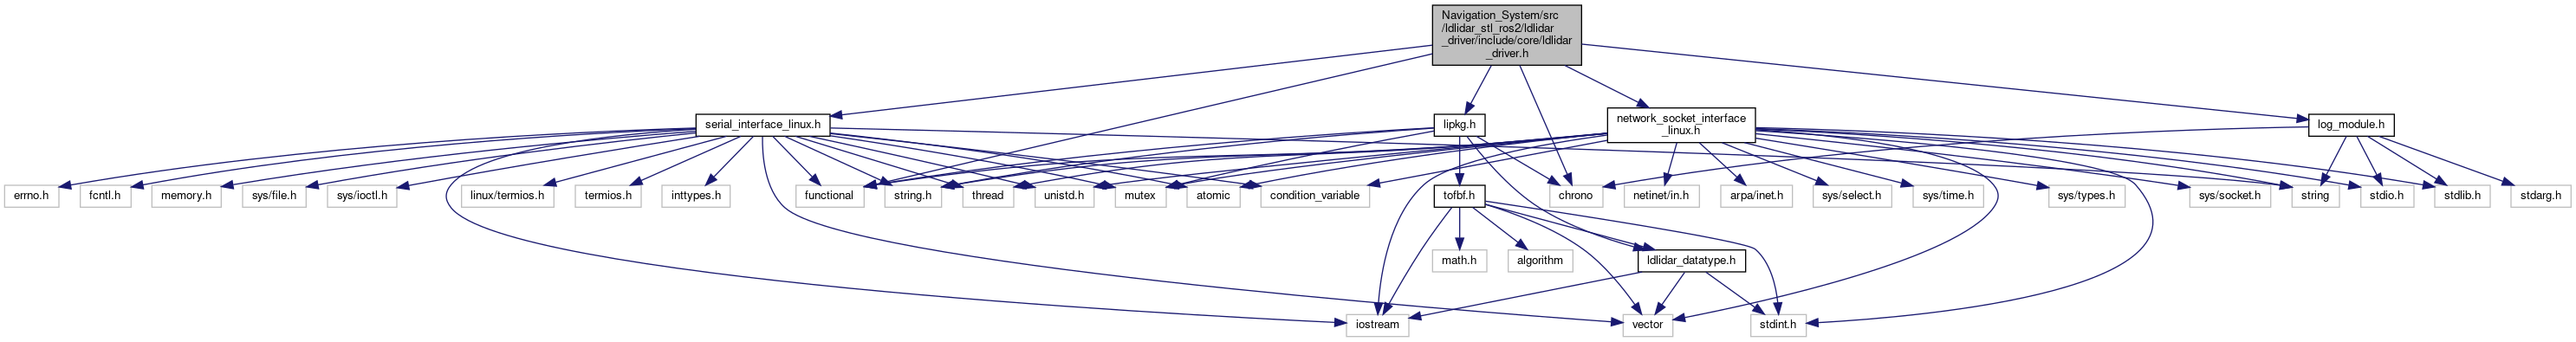 Navigation_System/src
/ldlidar_stl_ros2/ldlidar
_driver/include/core/ldlidar
_driver.h
serial_interface_linux.h
lipkg.h
network_socket_interface
_linux.h
log_module.h
errno.h
fcntl.h
memory.h
sys/file.h
sys/ioctl.h
linux/termios.h
termios.h
inttypes.h
functional
string.h
thread
unistd.h
mutex
atomic
condition_variable
tofbf.h
chrono
netinet/in.h
arpa/inet.h
sys/select.h
sys/time.h
sys/types.h
sys/socket.h
string
stdio.h
stdlib.h
stdarg.h
math.h
algorithm
ldlidar_datatype.h
iostream
vector
stdint.h